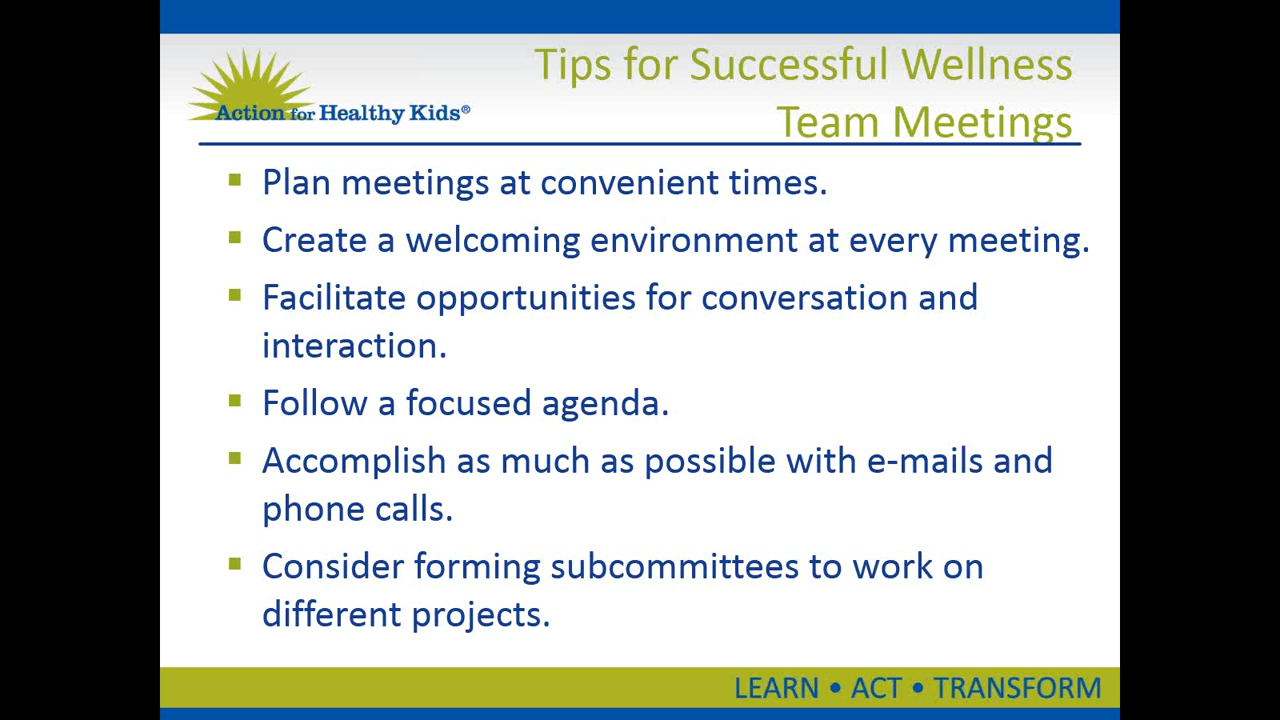 Tips for Successful Wellness
Team Meetings
Action for Healthy Kids®
▪ Plan meetings at convenient times.
▪ Create a welcoming environment at every meeting.
▪ Facilitate opportunities for conversation and
interaction.
▪ Follow a focused agenda.
▪ Accomplish as much as possible with e-mails and
phone calls.
▪ Consider forming subcommittees to work on
different projects.
LEARN • ACT • TRANSFORM